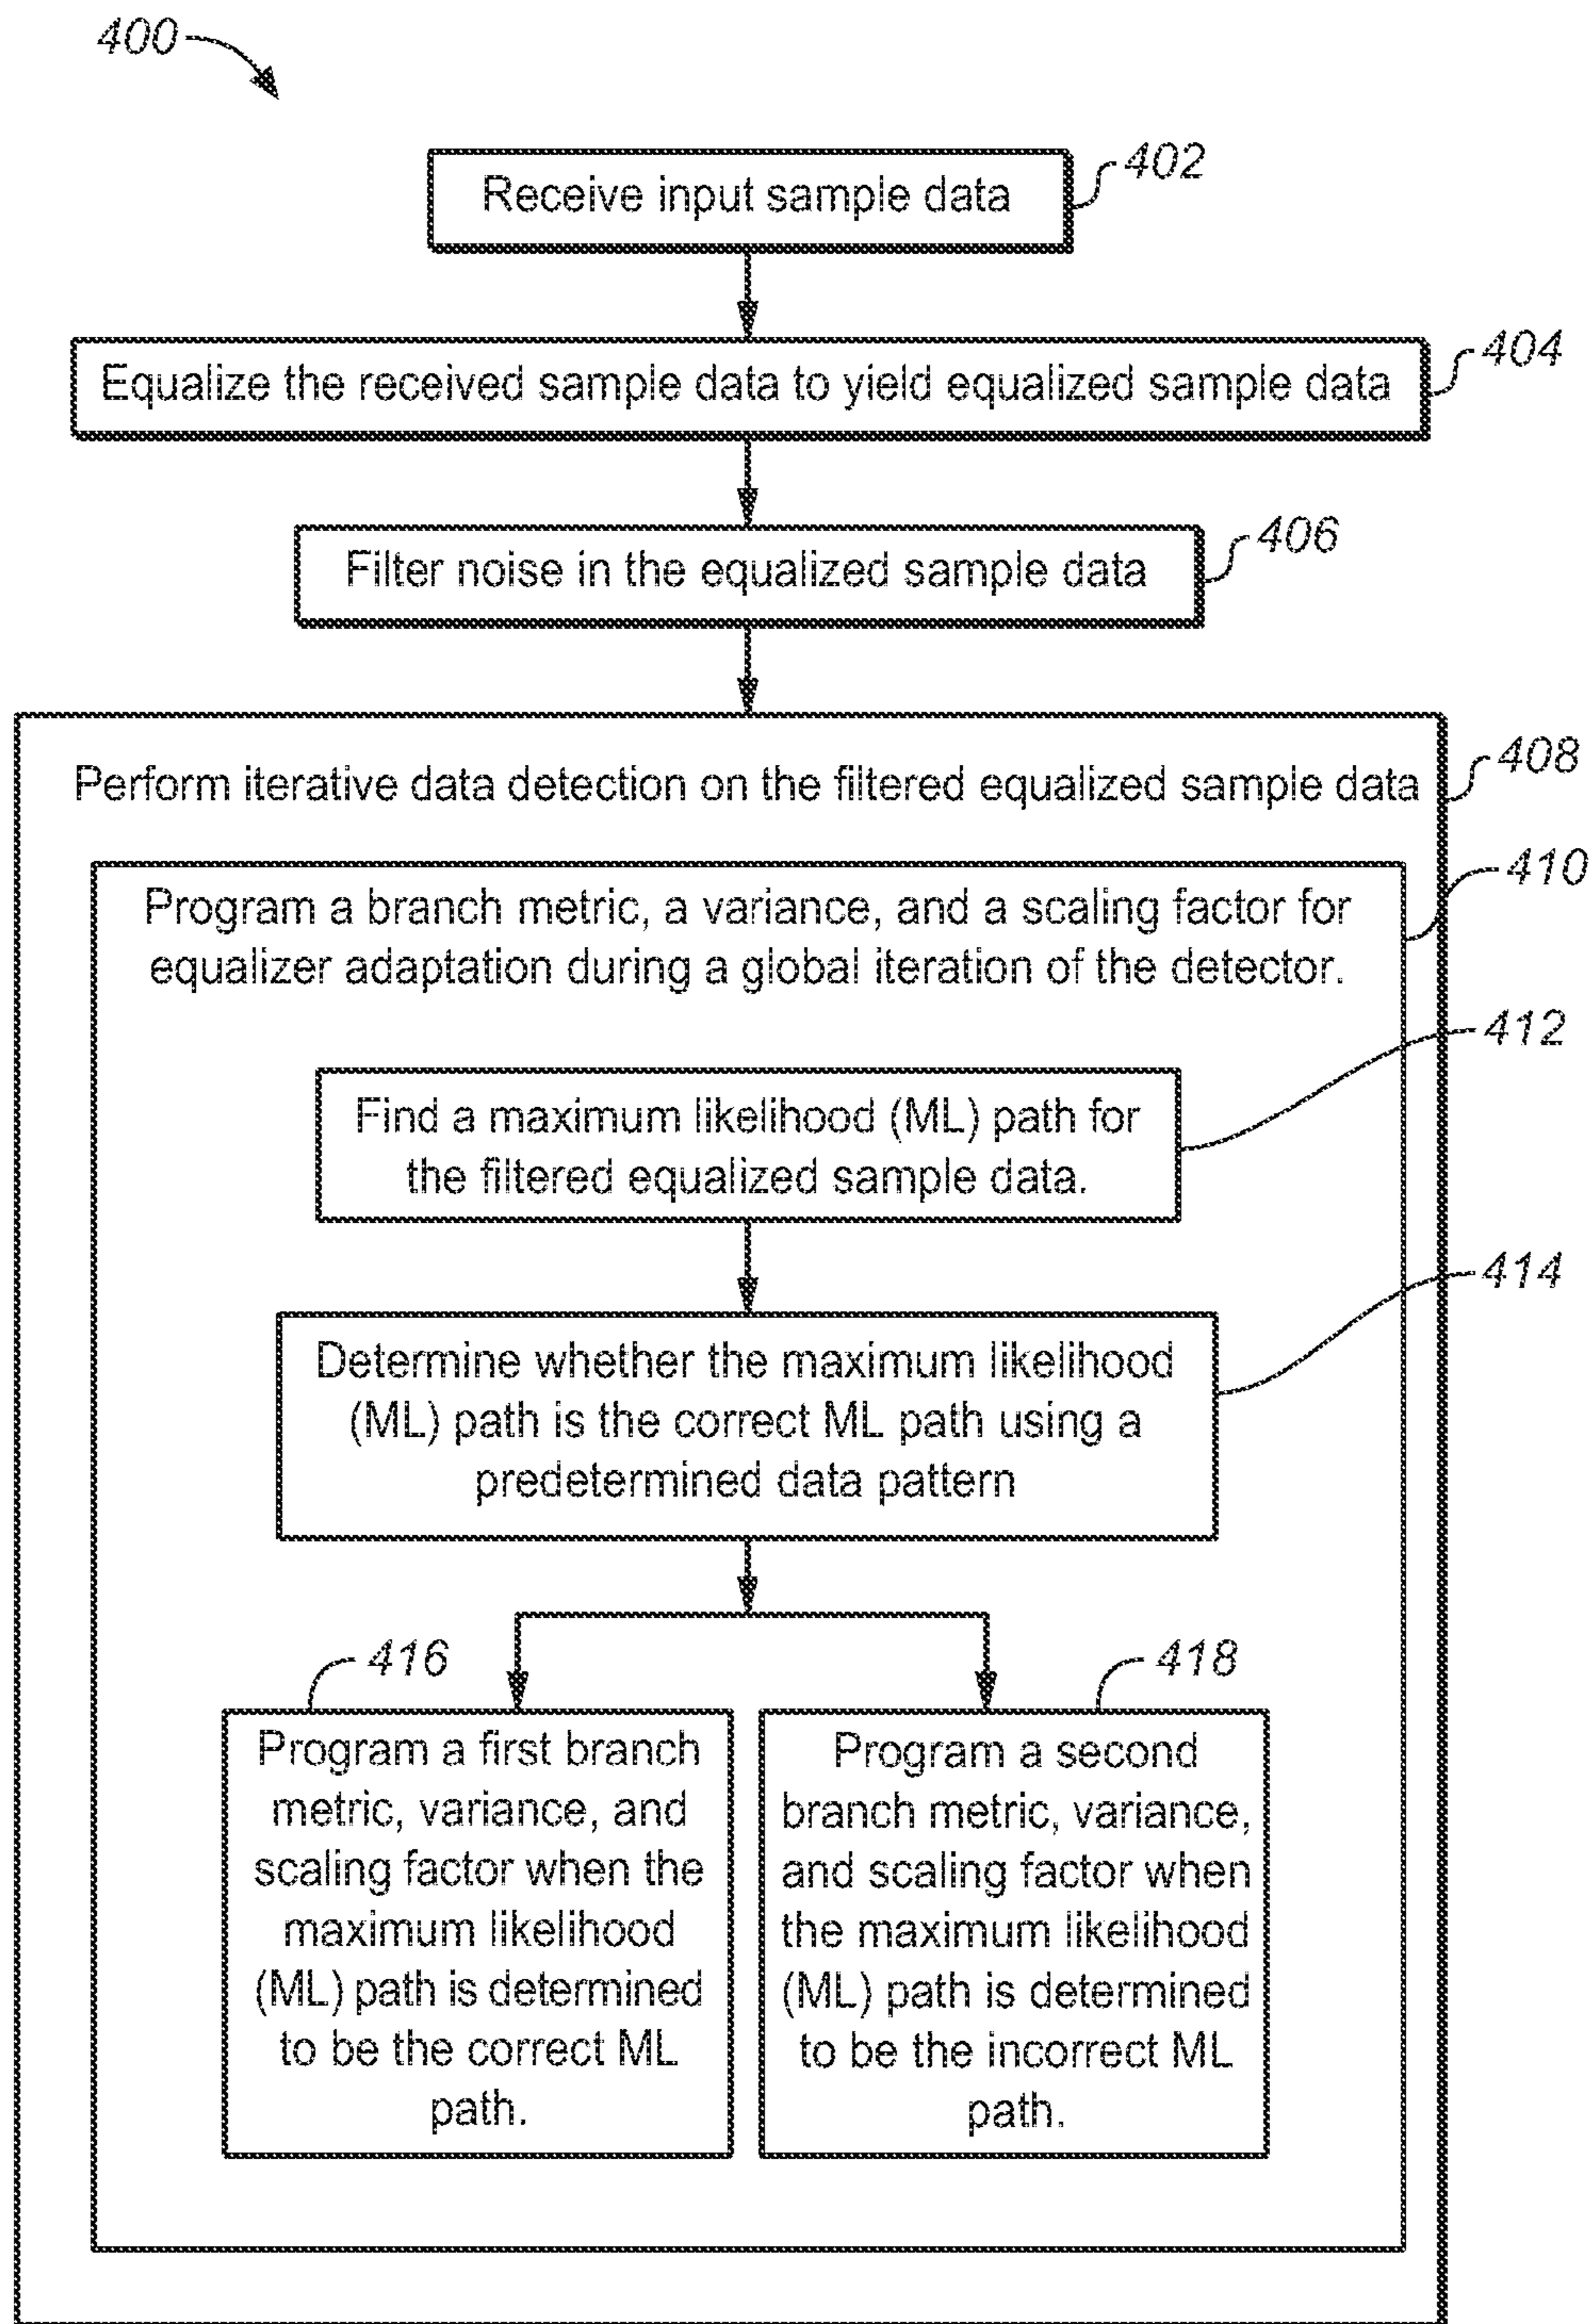 400
402
Receive input sample data
404
Equalize the received sample data to yield equalized sample data
406
Filter noise in the equalized sample data
408
Perform iterative data detection on the filtered equalized sample data
410
Program a branch metric, a variance, and a scaling factor for
equalizer adaptation during a global iteration of the detector.
412
Find a maximum likelihood (ML) path for
the filtered equalized sample data.
414
Determine whether the maximum likelihood
(ML) path is the correct ML path using a
predetermined data pattern
416
Program a first branch
metric, variance, and
scaling factor when the
maximum likelihood
(ML) path is determined
to be the correct ML
path.
418
Program a second
branch metric, variance,
and scaling factor when
the maximum likelihood
(ML) path is determined
to be the incorrect ML
path.